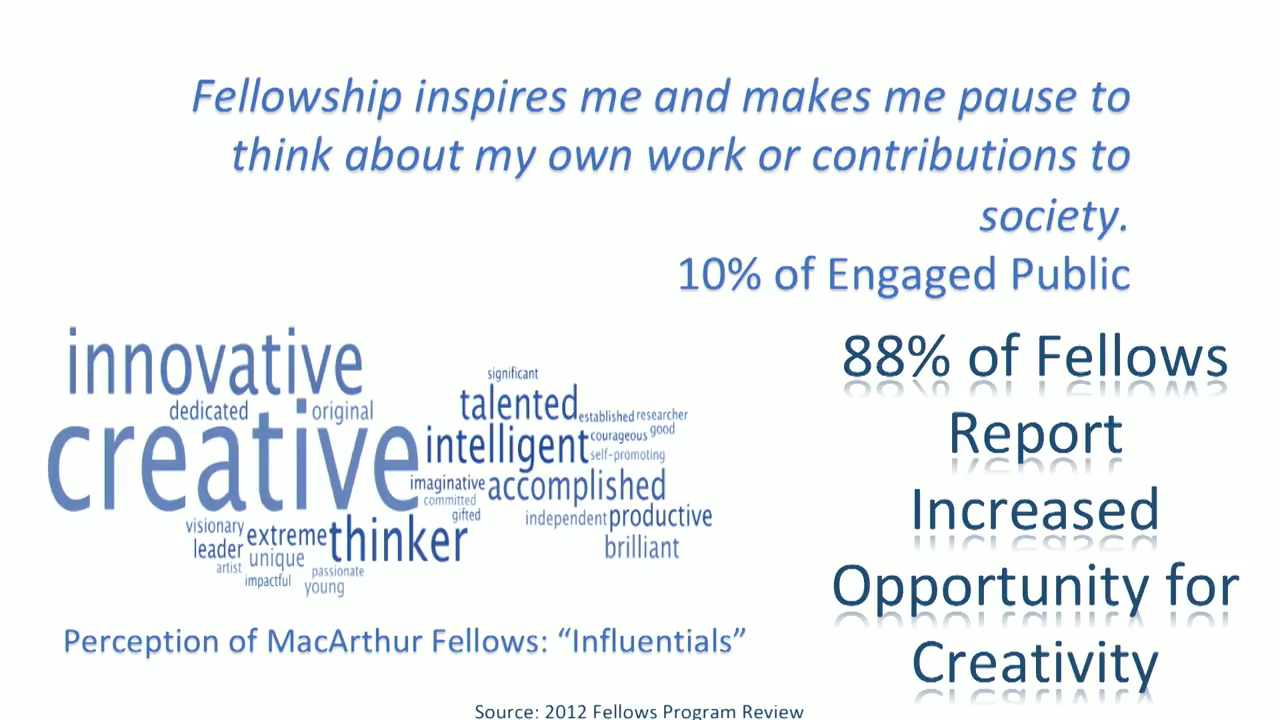 Fellowship inspires me and makes me pause to
think about my own work or contributions to
society.
10% of Engaged Public
innovative
dedicated original
creative
significant
talented
established researcher
intelligent
courageous good
self-promoting
imaginative
accomplished
committed
gifted
independent productive
visionary
extreme
thinker
leader
unique
brilliant
artist
passionate
impactful
young
Perception of MacArthur Fellows: “Influentials”
88% of Fellows
Report
Increased
Opportunity for
Creativity
Source: 2012 Fellows Program Review